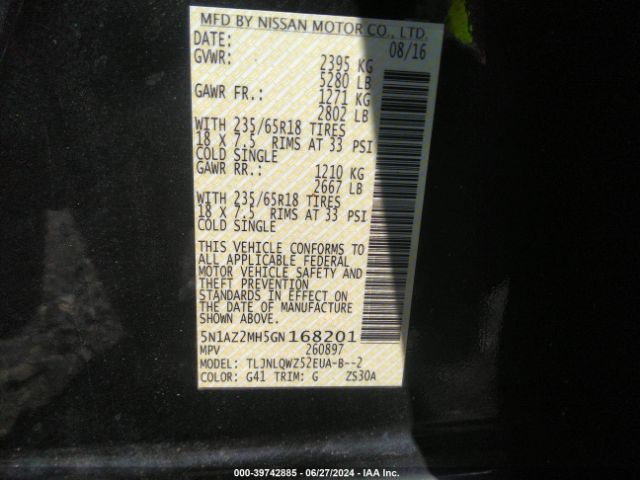 MFD BY NISSAN MOTOR CO., LTD.
DATE: 08/16
GVWR: 2395 KG
5280 LB
GAWR FR.: 1271 KG
2802 LB
WITH 235/65R18 TIRES
18 X 7.5 RIMS AT 33 PSI
COLD SINGLE
GAWR RR.: 1210 KG
2667 LB
WITH 235/65R18 TIRES
18 X 7.5 RIMS AT 33 PSI
COLD SINGLE
THIS VEHICLE CONFORMS TO
ALL APPLICABLE FEDERAL
MOTOR VEHICLE SAFETY AND
THEFT PREVENTION
STANDARDS IN EFFECT ON
THE DATE OF MANUFACTURE
SHOWN ABOVE.
5N1AZ2MH5GN168201
MPV 260897
MODEL: TLJNLQWZ52EUA-B--2
COLOR: G41 TRIM: G ZS30A
000-39742885 - 06/27/2024 - IAA Inc.